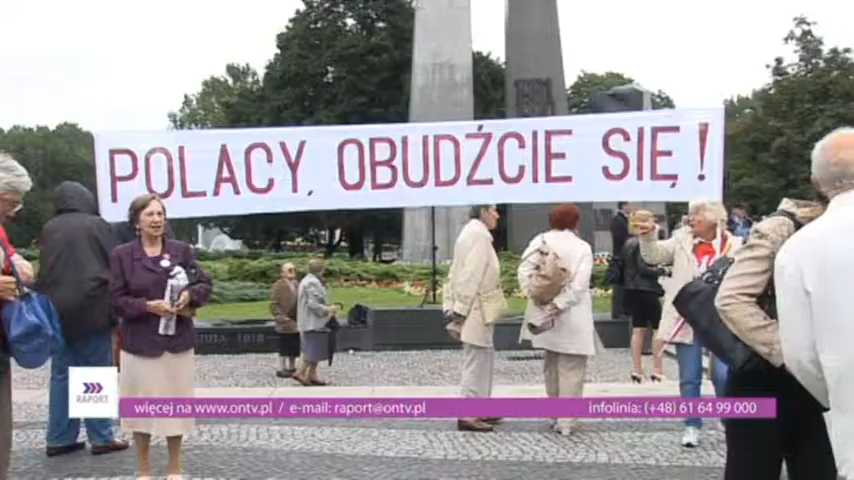 POLACY, OBUDŹCIE SIĘ!
RAPORT
więcej na www.ontv.pl / e-mail: raport@ontv.pl
infolinia: (+48) 61 64 99 000